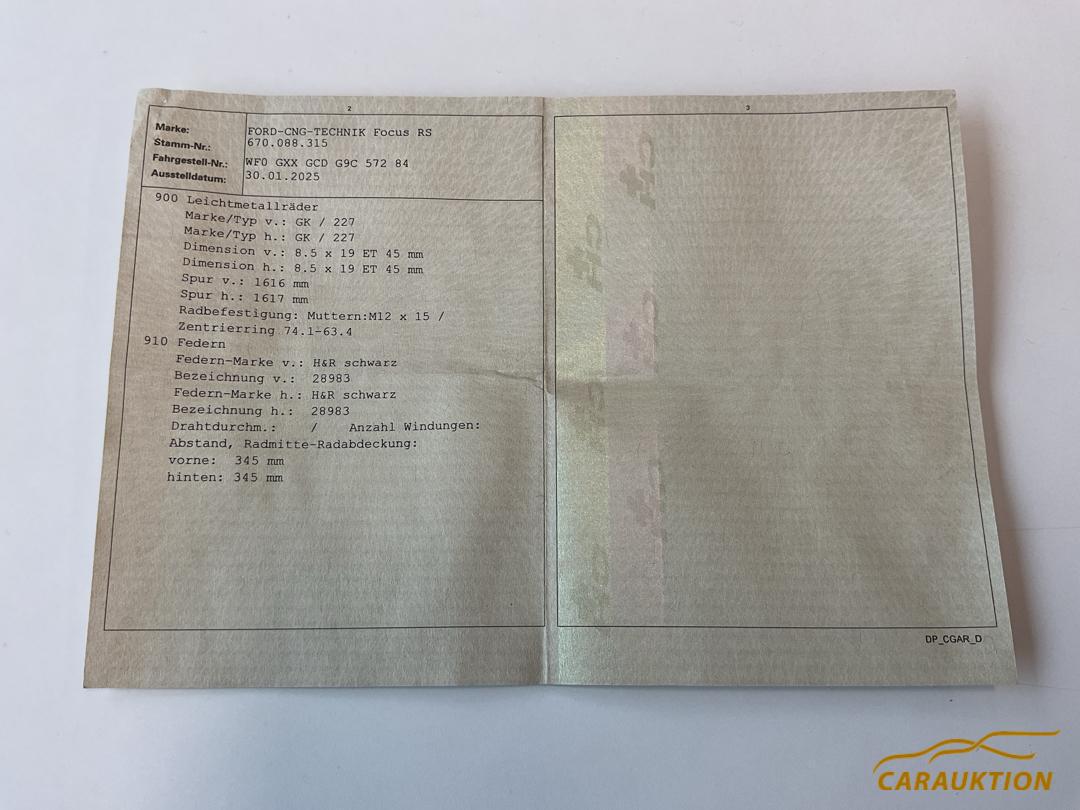 2
Marke: FORD-CNG-TECHNIK Focus RS
Stamm-Nr.: 670.088.315
Fahrgestell-Nr.: WF0 GXX GCD G9C 572 84
Ausstelldatum: 30.01.2025
900 Leichtmetallräder
Marke/Typ v.: GK / 227
Marke/Typ h.: GK / 227
Dimension v.: 8.5 x 19 ET 45 mm
Dimension h.: 8.5 x 19 ET 45 mm
Spur v.: 1616 mm
Spur h.: 1617 mm
Radbefestigung: Muttern:M12 x 15 /
Zentrierring 74.1-63.4
910 Federn
Federn-Marke v.: H&R schwarz
Bezeichnung v.: 28983
Federn-Marke h.: H&R schwarz
Bezeichnung h.: 28983
Drahtdurchm.: / Anzahl Windungen:
Abstand, Radmitte-Radabdeckung:
vorne: 345 mm
hinten: 345 mm
3
CH
CH
DP_CGAR_D
CARAUKTION